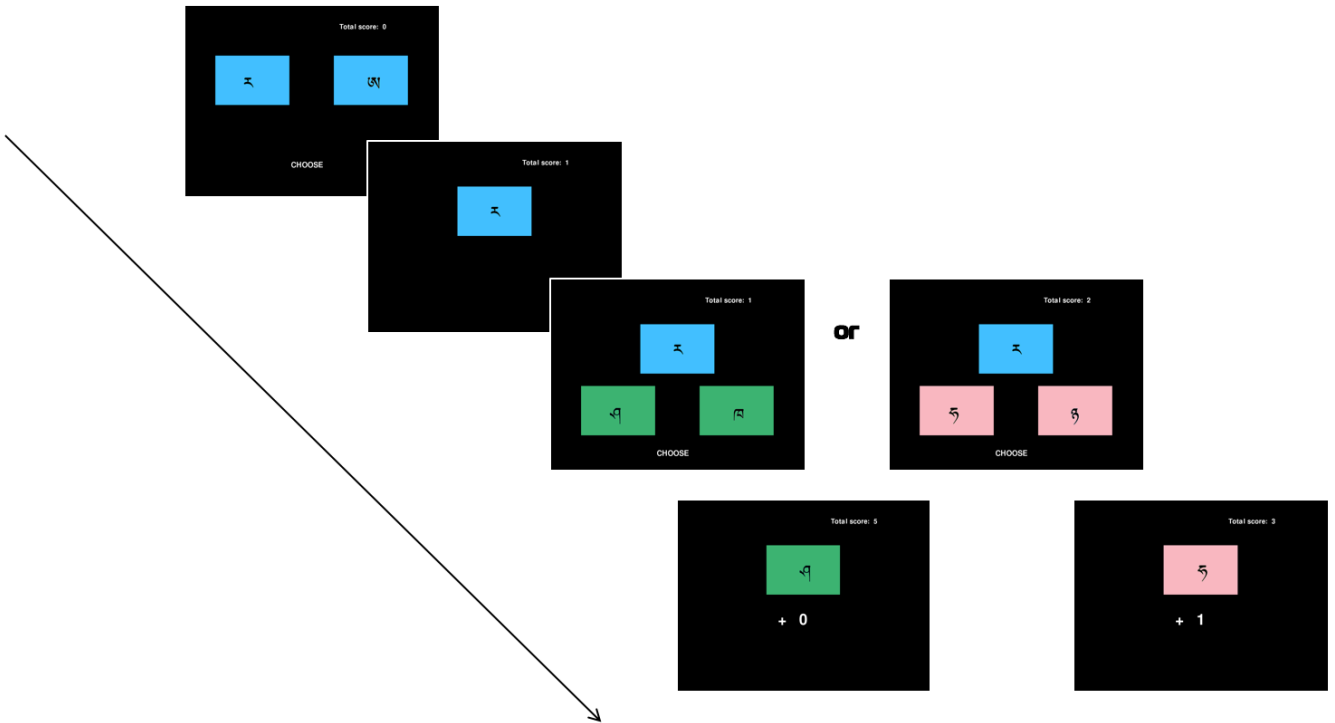 Total score: 0
ར ཨ
CHOOSE
Total score: 1
ར
Total score: 1
ར
ཤ ཁ
CHOOSE
or
Total score: 2
ར
ཏ ཉ
CHOOSE
Total score: 5
ཤ
+ 0
Total score: 3
ཏ
+ 1